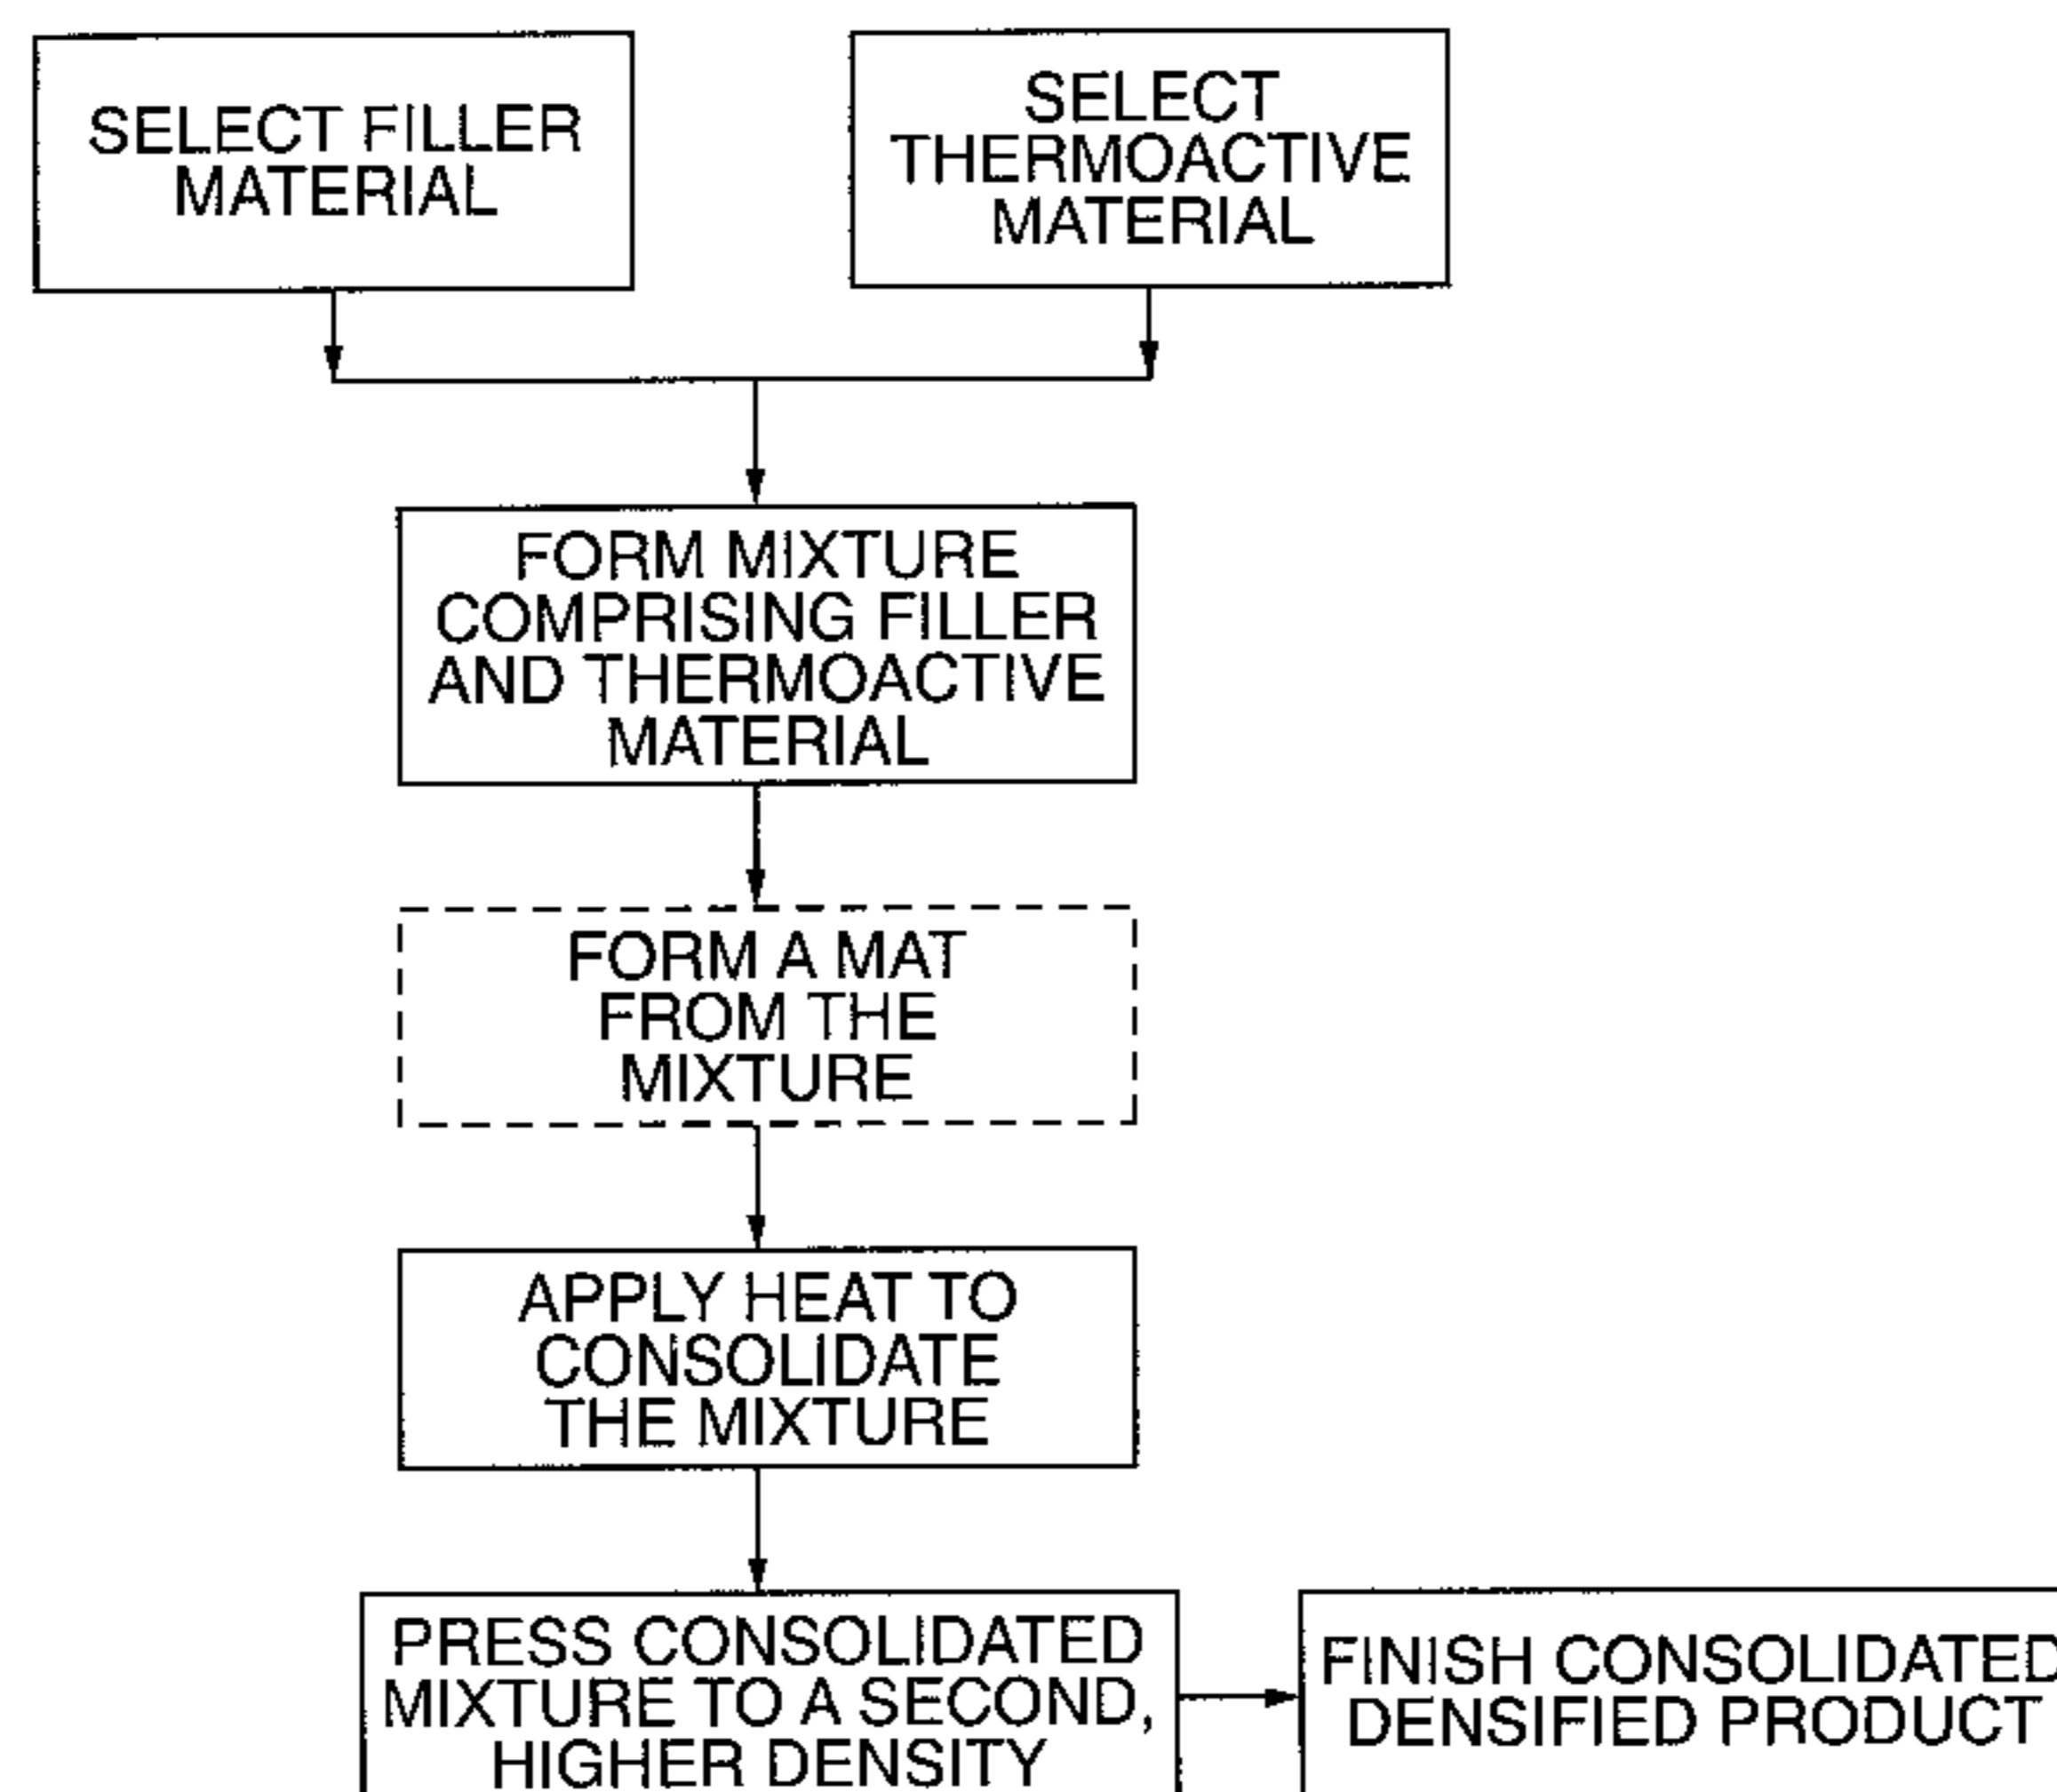 SELECT FILLER
MATERIAL
SELECT
THERMOACTIVE
MATERIAL
FORM MIXTURE
COMPRISING FILLER
AND THERMOACTIVE
MATERIAL
FORM A MAT
FROM THE
MIXTURE
APPLY HEAT TO
CONSOLIDATE
THE MIXTURE
PRESS CONSOLIDATED
MIXTURE TO A SECOND,
HIGHER DENSITY
FINISH CONSOLIDATED
DENSIFIED PRODUCT